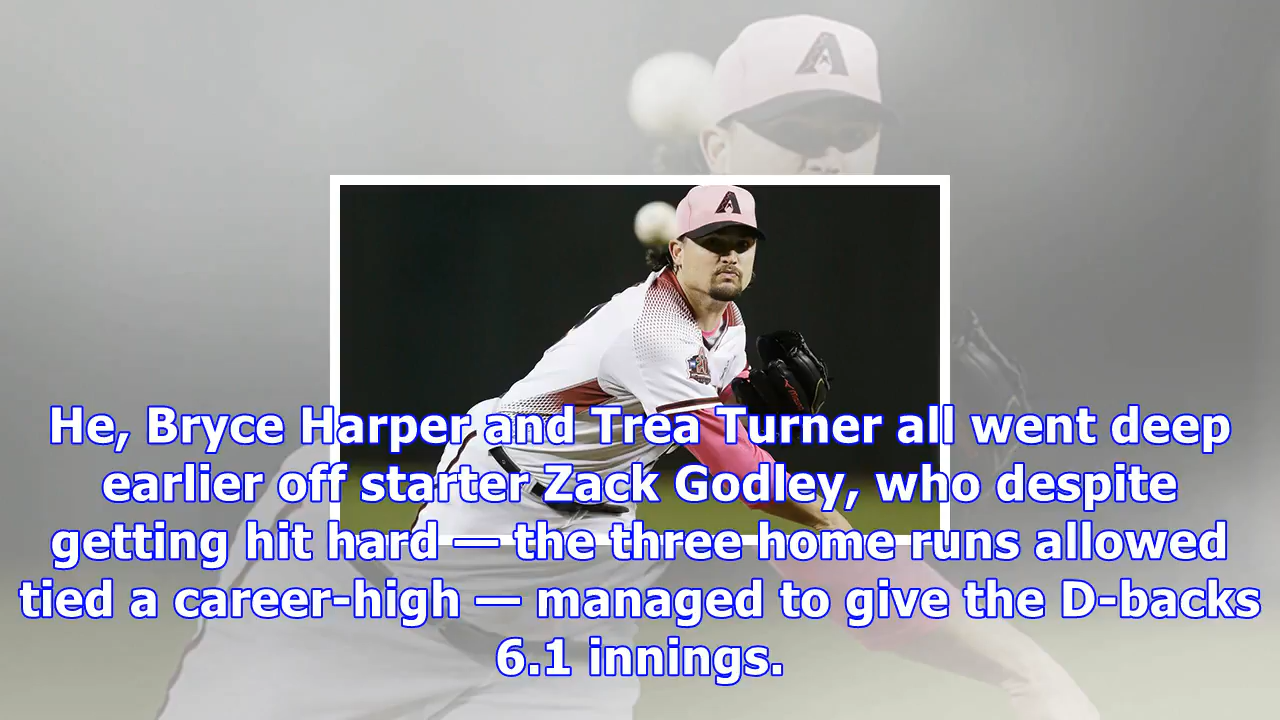 He, Bryce Harper and Trea Turner all went deep
earlier off starter Zack Godley, who despite
getting hit hard — the three home runs allowed
tied a career-high — managed to give the D-backs
6.1 innings.